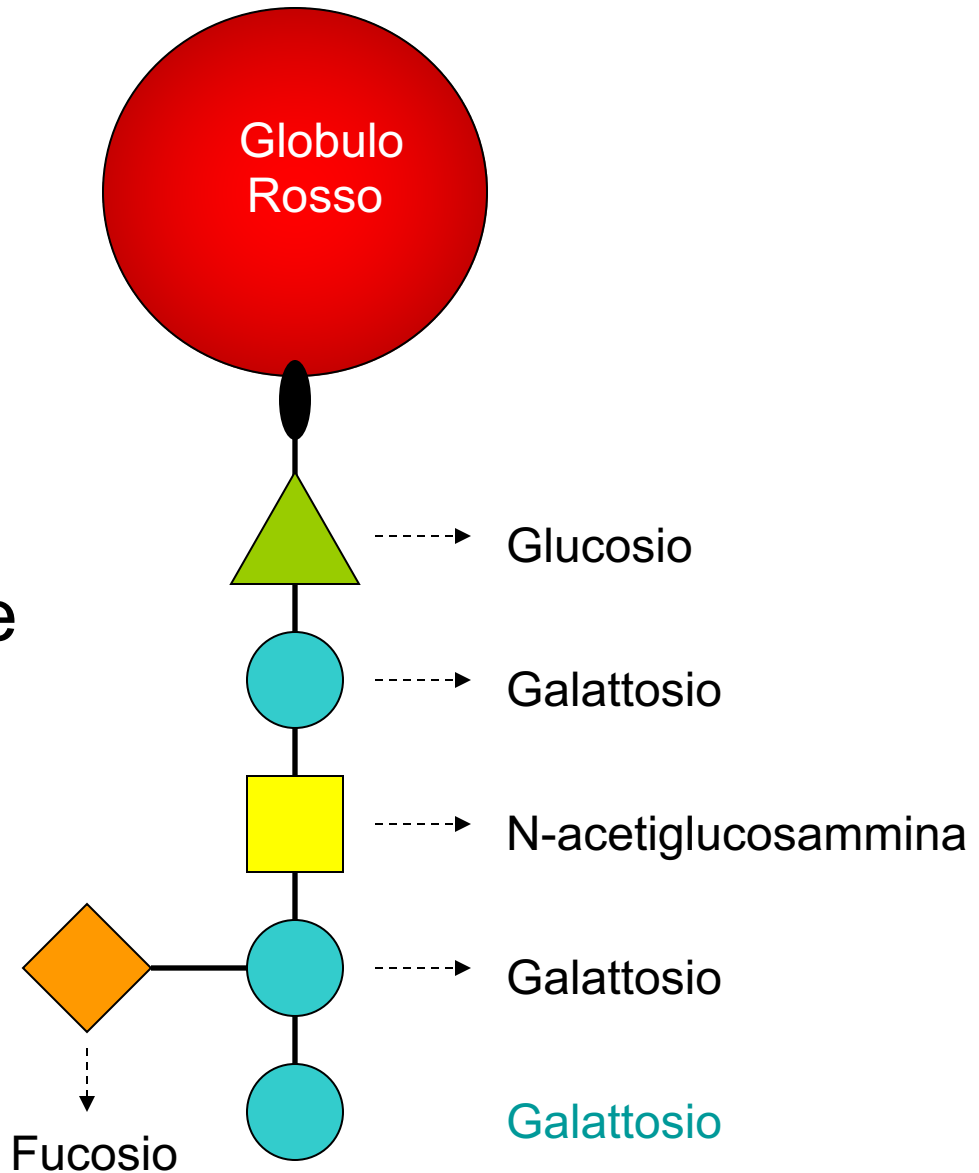 Globulo
Rosso
Glucosio
e
Galattosio
N-acetiglucosammina
Galattosio
Galattosio
Fucosio